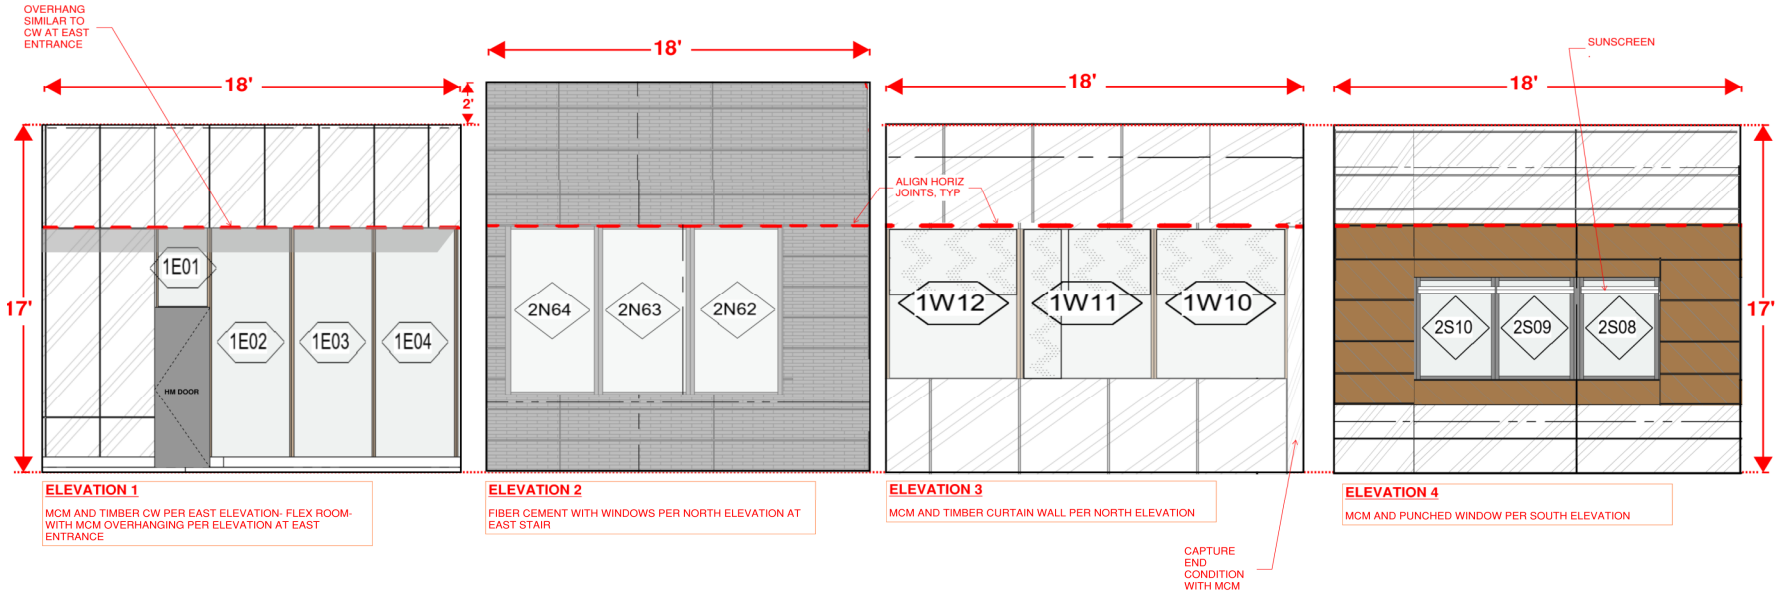 OVERHANG
SIMILAR TO
CW AT EAST
ENTRANCE
18'
2'
17'
1E01
1E02
1E03
1E04
HM DOOR
ELEVATION 1
MCM AND TIMBER CW PER EAST ELEVATION- FLEX ROOM-
WITH MCM OVERHANGING PER ELEVATION AT EAST
ENTRANCE
18'
2N64
2N63
2N62
ELEVATION 2
FIBER CEMENT WITH WINDOWS PER NORTH ELEVATION AT
EAST STAIR
18'
ALIGN HORIZ
JOINTS, TYP
1W12
1W11
1W10
ELEVATION 3
MCM AND TIMBER CURTAIN WALL PER NORTH ELEVATION
CAPTURE
END
CONDITION
WITH MCM
SUNSCREEN
18'
17'
2S10
2S09
2S08
ELEVATION 4
MCM AND PUNCHED WINDOW PER SOUTH ELEVATION